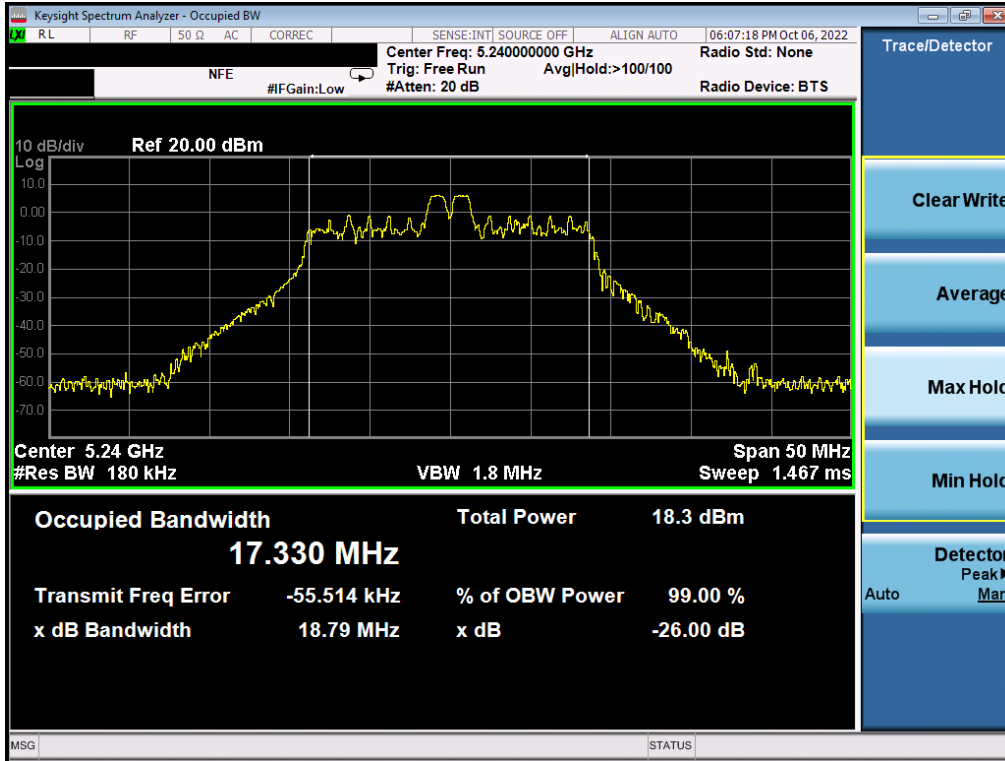 Keysight Spectrum Analyzer - Occupied BW
LXI RL RF 50 Ω AC CORREC SENSE:INT SOURCE OFF ALIGN AUTO 06:07:18 PM Oct 06, 2022
Center Freq: 5.240000000 GHz Radio Std: None
NFE Trig: Free Run Avg|Hold:>100/100
#IFGain:Low #Atten: 20 dB Radio Device: BTS
Trace/Detector
10 dB/div Ref 20.00 dBm
Log
10.0
0.00
-10.0
-20.0
-30.0
-40.0
-50.0
-60.0
-70.0
Center 5.24 GHz Span 50 MHz
#Res BW 180 kHz VBW 1.8 MHz Sweep 1.467 ms
Occupied Bandwidth Total Power 18.3 dBm
17.330 MHz
Transmit Freq Error -55.514 kHz % of OBW Power 99.00 %
x dB Bandwidth 18.79 MHz x dB -26.00 dB
Clear Write
Average
Max Hold
Min Hold
Detector
Peak
Auto Man
MSG STATUS